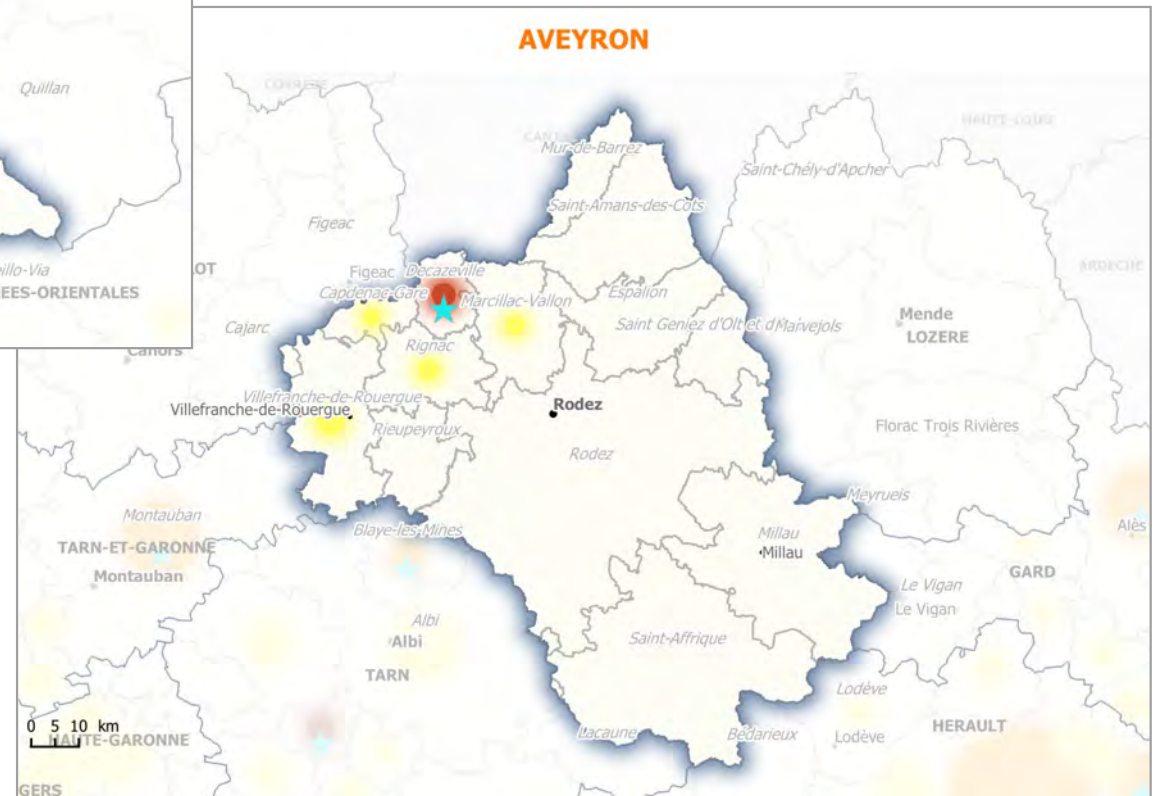 AVEYRON
Quillan
CORREZE
HAUTE-LOIRE
Mur-de-Barrez
Saint-Chély-d'Apcher
Saint-Amans-des-Cots
Figeac
illo-Via
LOT
Figeac
Decazeville
ARDECHE
EES-ORIENTALES
Capdenac-Gare
Marcillac-Vallon
Espalion
Mende
Cajarc
Saint Geniez d'Olt et d'
Marvejols
LOZERE
Cahors
Rignac
Villefranche-de-Rouergue
Villefranche-de-Rouergue
Rodez
Rieupeyroux
Florac Trois Rivières
Rodez
Meyrueis
Montauban
Blaye-les-Mines
Millau
Alès
TARN-ET-GARONNE
Millau
Montauban
GARD
Le Vigan
Le Vigan
Albi
Albi
Saint-Affrique
TARN
Lodève
0 5 10 km
HAUTE-GARONNE
Lacaune
Bédarieux
Lodève
HERAULT
GERS